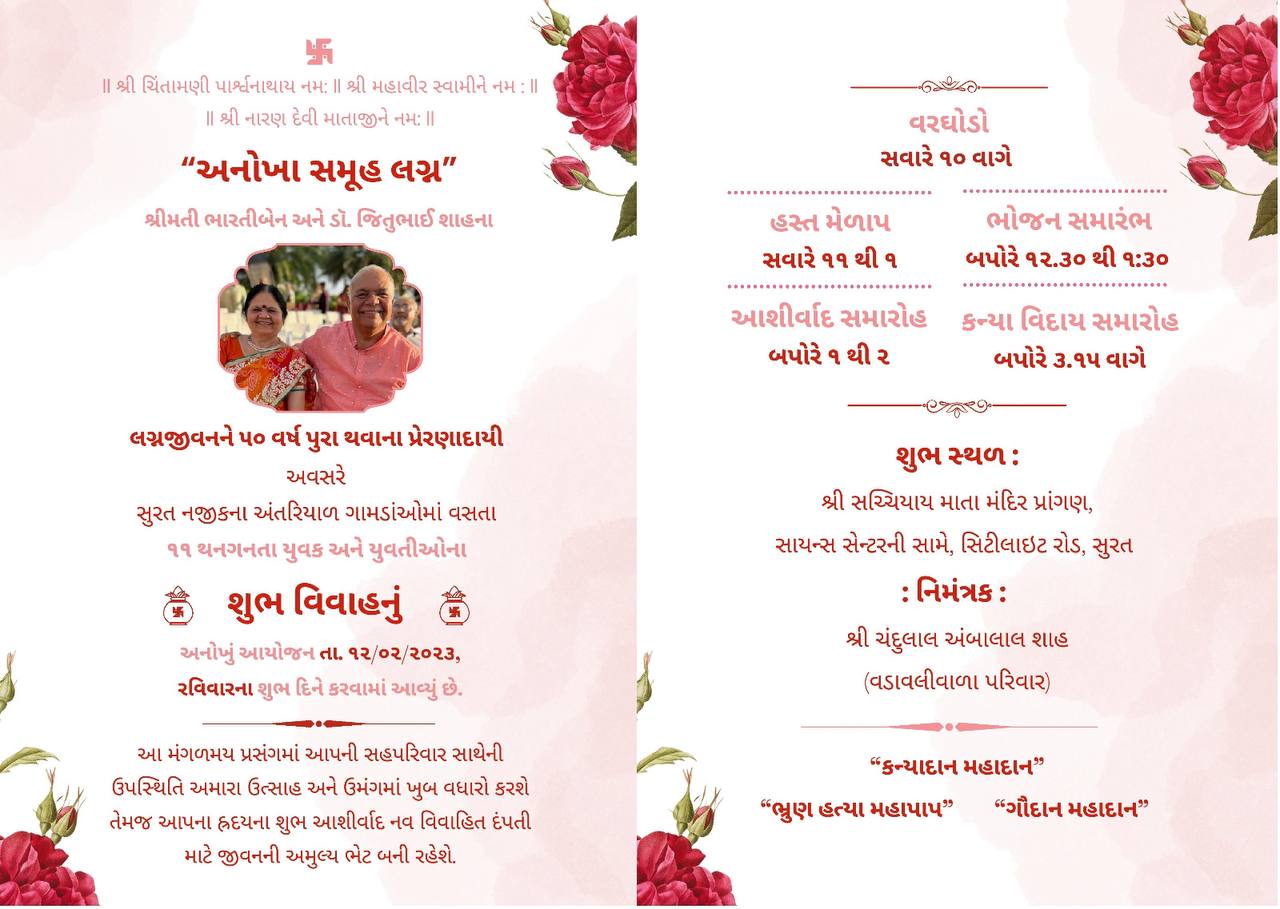 ॥ શ્રી ચિંતામણી પાર્શ્વનાથાય નમ: ॥ શ્રી મહાવીર સ્વામીને નમ : ॥
॥ શ્રી નારણ દેવી માતાજીને નમ: ॥
“અનોખા સમૂહ લગ્ન”
શ્રીમતી ભારતીબેન અને ડૉ. જિતુભાઈ શાહના
લગ્નજીવનને ૫૦ વર્ષ પુરા થવાના પ્રેરણાદાયી
અવસરે
સુરત નજીકના અંતરિયાળ ગામડાંઓમાં વસતા
૧૧ થનગનતા યુવક અને યુવતીઓના
શુભ વિવાહનું
અનોખું આયોજન તા. ૧૨/૦૨/૨૦૨૩,
રવિવારના શુભ દિને કરવામાં આવ્યું છે.
આ મંગળમય પ્રસંગમાં આપની સહપરિવાર સાથેની
ઉપસ્થિતિ અમારા ઉત્સાહ અને ઉમંગમાં ખુબ વધારો કરશે
તેમજ આપના હ્રદયના શુભ આશીર્વાદ નવ વિવાહિત દંપતી
માટે જીવનની અમુલ્ય ભેટ બની રહેશે.
વરઘોડો
સવારે ૧૦ વાગે
હસ્ત મેળાપ
સવારે ૧૧ થી ૧
ભોજન સમારંભ
બપોરે ૧૨.૩૦ થી ૧:૩૦
આશીર્વાદ સમારોહ
બપોરે ૧ થી ૨
કન્યા વિદાય સમારોહ
બપોરે ૩.૧૫ વાગે
શુભ સ્થળ :
શ્રી સચ્ચિયાય માતા મંદિર પ્રાંગણ,
સાયન્સ સેન્ટરની સામે, સિટીલાઇટ રોડ, સુરત
: નિમંત્રક :
શ્રી ચંદુલાલ અંબાલાલ શાહ
(વડાવલીવાળા પરિવાર)
“કન્યાદાન મહાદાન”
“ભ્રુણ હત્યા મહાપાપ” “ગૌદાન મહાદાન”